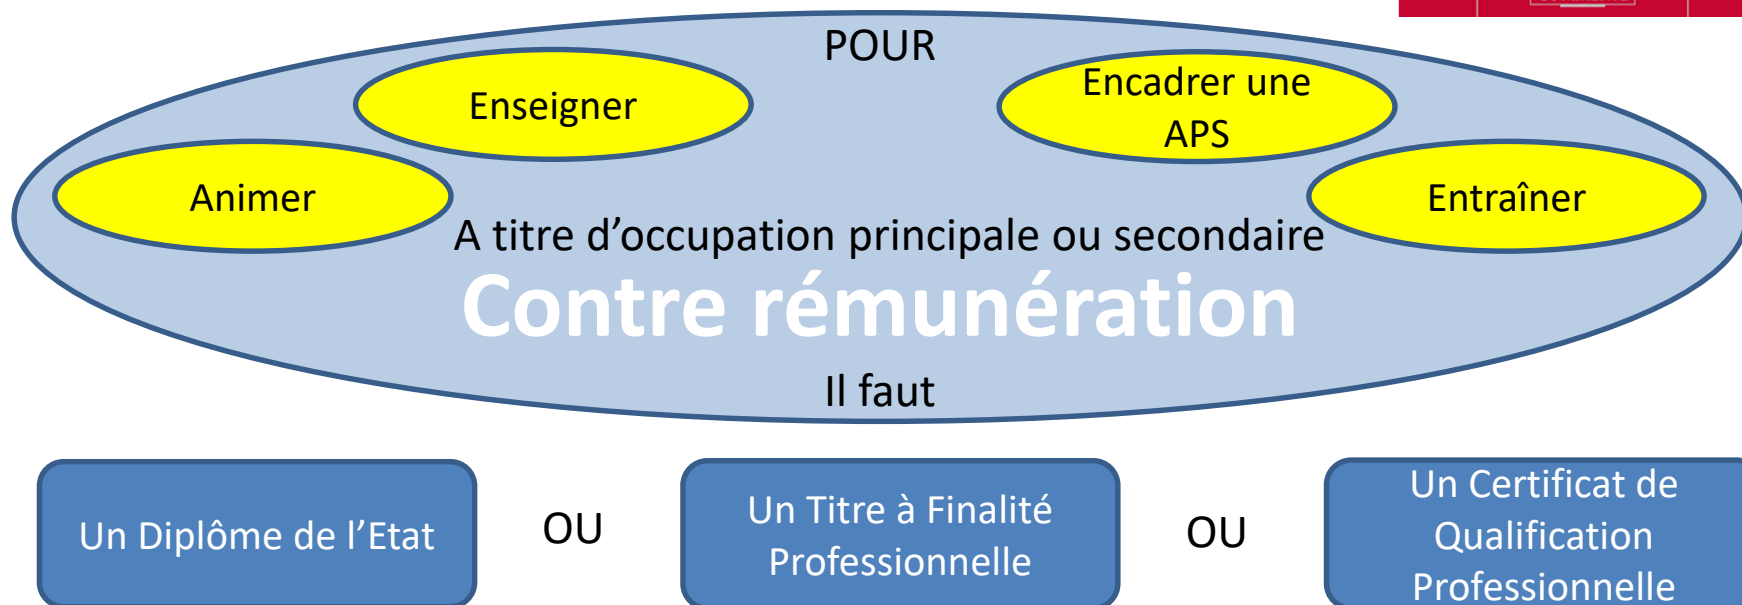 POUR
Enseigner
Encadrer une
APS
Animer
Entraîner
A titre d’occupation principale ou secondaire
Contre rémunération
Il faut
Un Diplôme de l’Etat
OU
Un Titre à Finalité
Professionnelle
OU
Un Certificat de
Qualification
Professionnelle